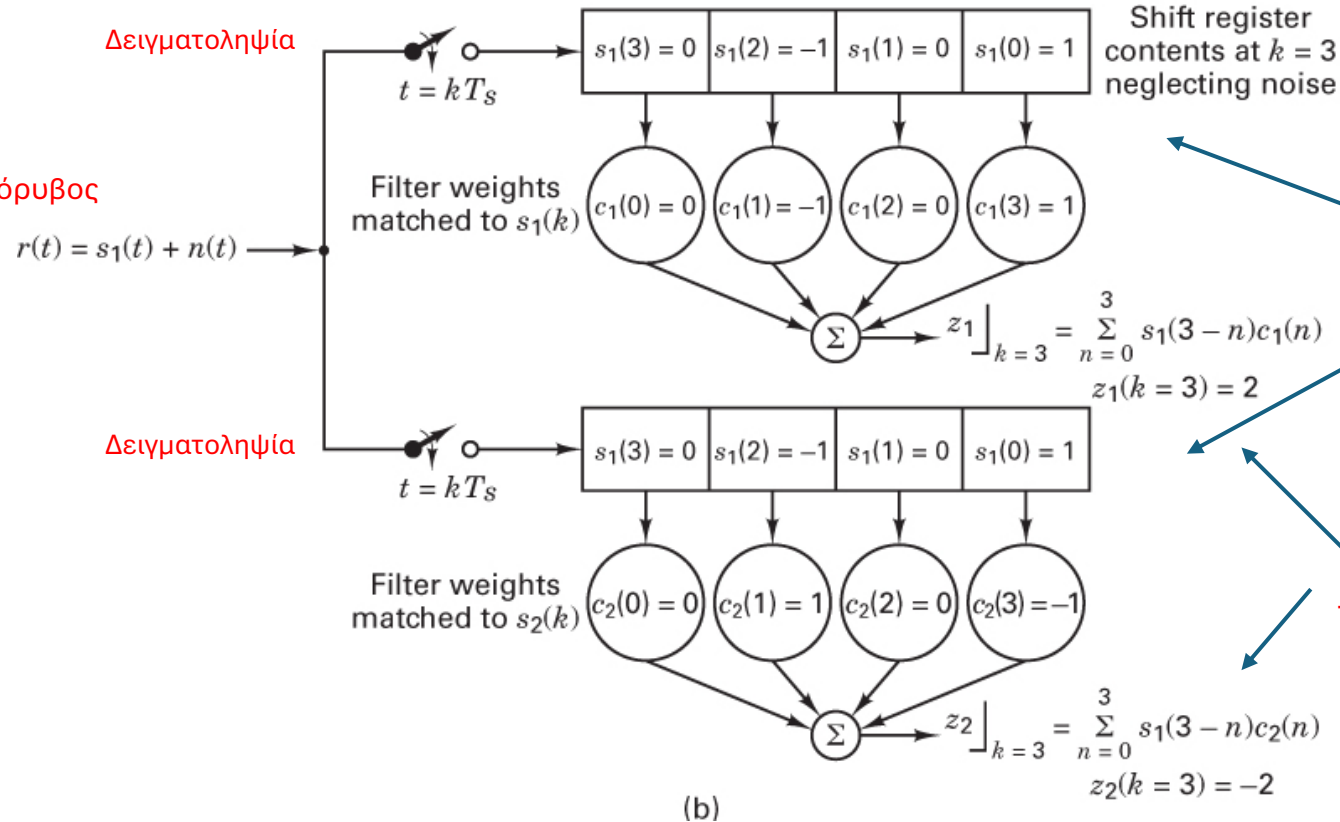 Δειγματοληψία
t = kTs
s1(3) = 0 s1(2) = −1 s1(1) = 0 s1(0) = 1
Shift register
contents at k = 3
neglecting noise
όρυβος
r(t) = s1(t) + n(t)
Filter weights
matched to s1(k)
c1(0) = 0 c1(1) = −1 c1(2) = 0 c1(3) = 1
Σ
z1⌋k = 3 = Σ n = 0 3 s1(3 − n)c1(n)
z1(k = 3) = 2
Δειγματοληψία
t = kTs
s1(3) = 0 s1(2) = −1 s1(1) = 0 s1(0) = 1
Filter weights
matched to s2(k)
c2(0) = 0 c2(1) = 1 c2(2) = 0 c2(3) = −1
Σ
z2⌋k = 3 = Σ n = 0 3 s1(3 − n)c2(n)
z2(k = 3) = −2
(b)